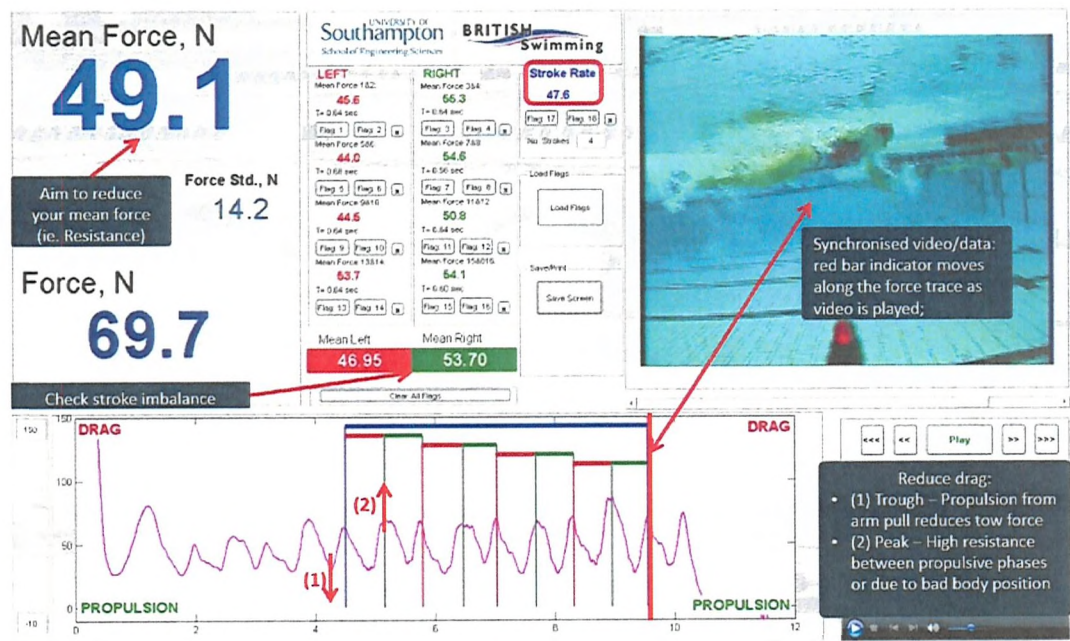 Mean Force, N
49.1
Aim to reduce
your mean force
(ie. Resistance)
Force Std., N
14.2
Force, N
69.7
Check stroke imbalance
UNIVERSITY OF
Southampton
School of Engineering Sciences
BRITISH
Swimming
LEFT
Mean Force 1&2:
45.6
T= 0.64 sec
Flag 1 Flag 2
Mean Force 5&6:
44.0
T= 0.68 sec
Flag 5 Flag 6
Mean Force 9&10
44.5
T= 0.64 sec
Flag 9 Flag 10
Mean Force 13&14
53.7
T= 0.64 sec
Flag 13 Flag 14
Mean Left
46.95
RIGHT
Mean Force 3&4:
55.3
T= 0.64 sec
Flag 3 Flag 4
Mean Force 7&8:
54.6
T= 0.56 sec
Flag 7 Flag 8
Mean Force 11&12
50.8
T= 0.64 sec
Flag 11 Flag 12
Mean Force 15&016
54.1
T= 0.60 sec
Flag 15 Flag 16
Mean Right
53.70
Clear All Flags
Stroke Rate
47.6
Flag 17 Flag 18
No. Strokes 4
Load Flags
Load Flags
Save/Print
Save Screen
Synchronised video/data:
red bar indicator moves
along the force trace as
video is played;
150
-10
150
100
50
0
DRAG
DRAG
(2)
(1)
PROPULSION
PROPULSION
0 2 4 6 8 10 12
<<< << Play >> >>>
Reduce drag:
• (1) Trough – Propulsion from
arm pull reduces tow force
• (2) Peak – High resistance
between propulsive phases
or due to bad body position